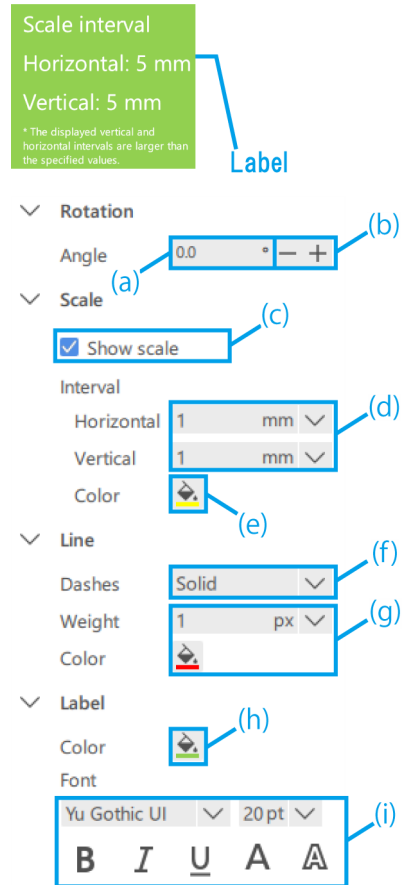 Scale interval
Horizontal: 5 mm
Vertical: 5 mm
* The displayed vertical and
horizontal intervals are larger than
the specified values.
Label
Rotation
(b)
Angle 0.0 ° − +
(a)
Scale
(c)
Show scale
Interval
Horizontal 1 mm
(d)
Vertical 1 mm
Color
(e)
Line
(f)
Dashes Solid
Weight 1 px
(g)
Color
Label
(h)
Color
Font
Yu Gothic UI 20 pt
(i)
B I U A A